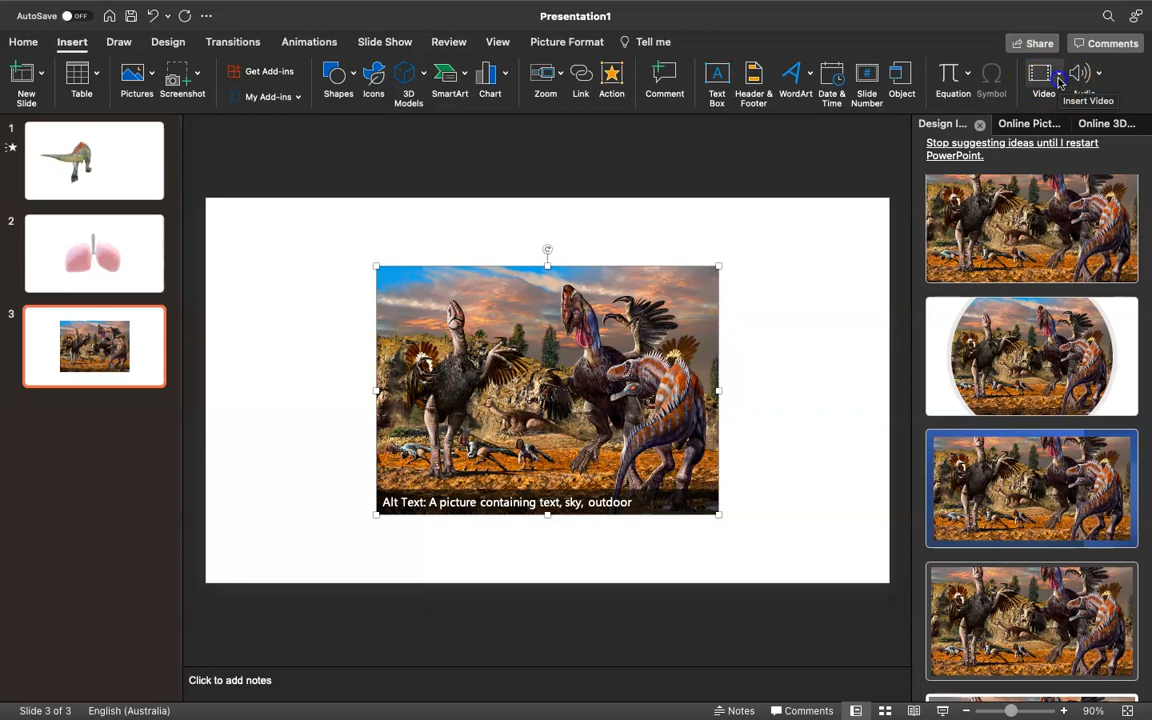 AutoSave OFF
Presentation1
Home Insert Draw Design Transitions Animations Slide Show Review View Picture Format Tell me
Share Comments
New Slide
Table
Pictures
Screenshot
Get Add-ins
My Add-ins
Shapes
Icons
3D Models
SmartArt
Chart
Zoom
Link
Action
Comment
Text Box
Header & Footer
WordArt
Date & Time
Slide Number
Object
Equation
Symbol
Video
Audio
Insert Video
Design I... Online Pict... Online 3D...
Stop suggesting ideas until I restart
PowerPoint.
1
2
3
Alt Text: A picture containing text, sky, outdoor
Click to add notes
Slide 3 of 3 English (Australia) Notes Comments 90%